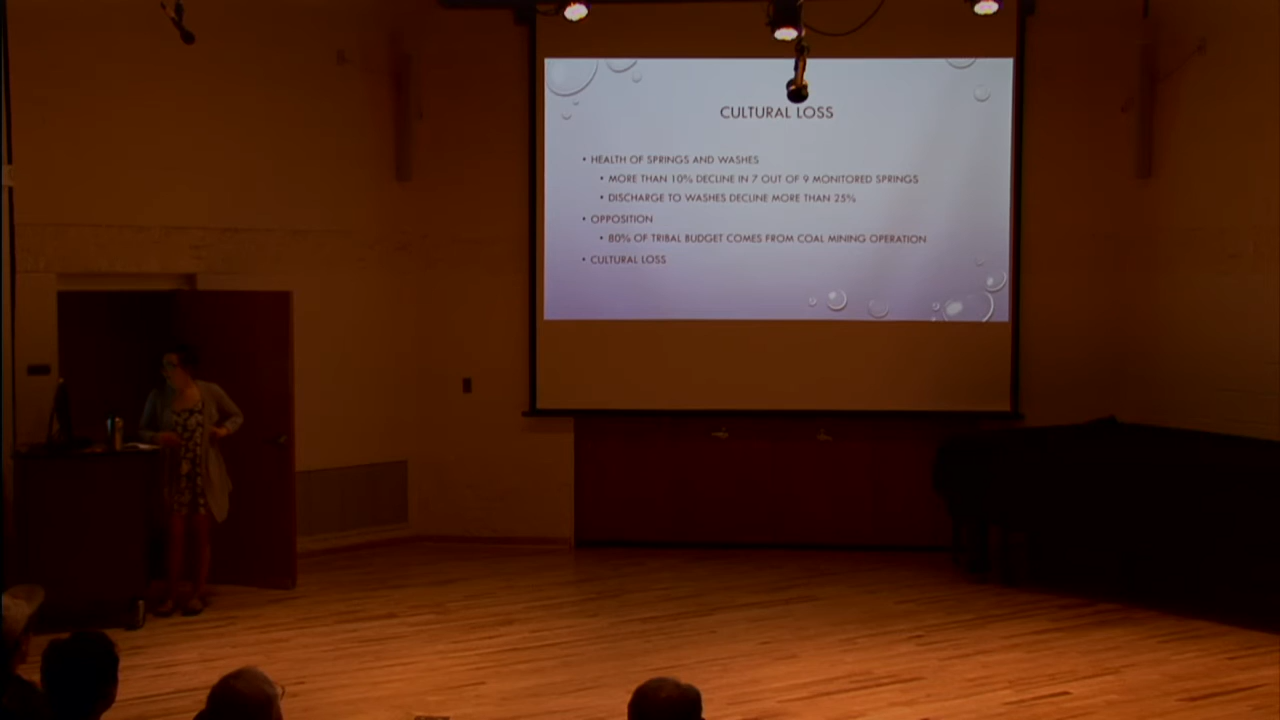 CULTURAL LOSS
• HEALTH OF SPRINGS AND WASHES
• MORE THAN 10% DECLINE IN 7 OUT OF 9 MONITORED SPRINGS
• DISCHARGE TO WASHES DECLINE MORE THAN 25%
• OPPOSITION
• 80% OF TRIBAL BUDGET COMES FROM COAL MINING OPERATION
• CULTURAL LOSS